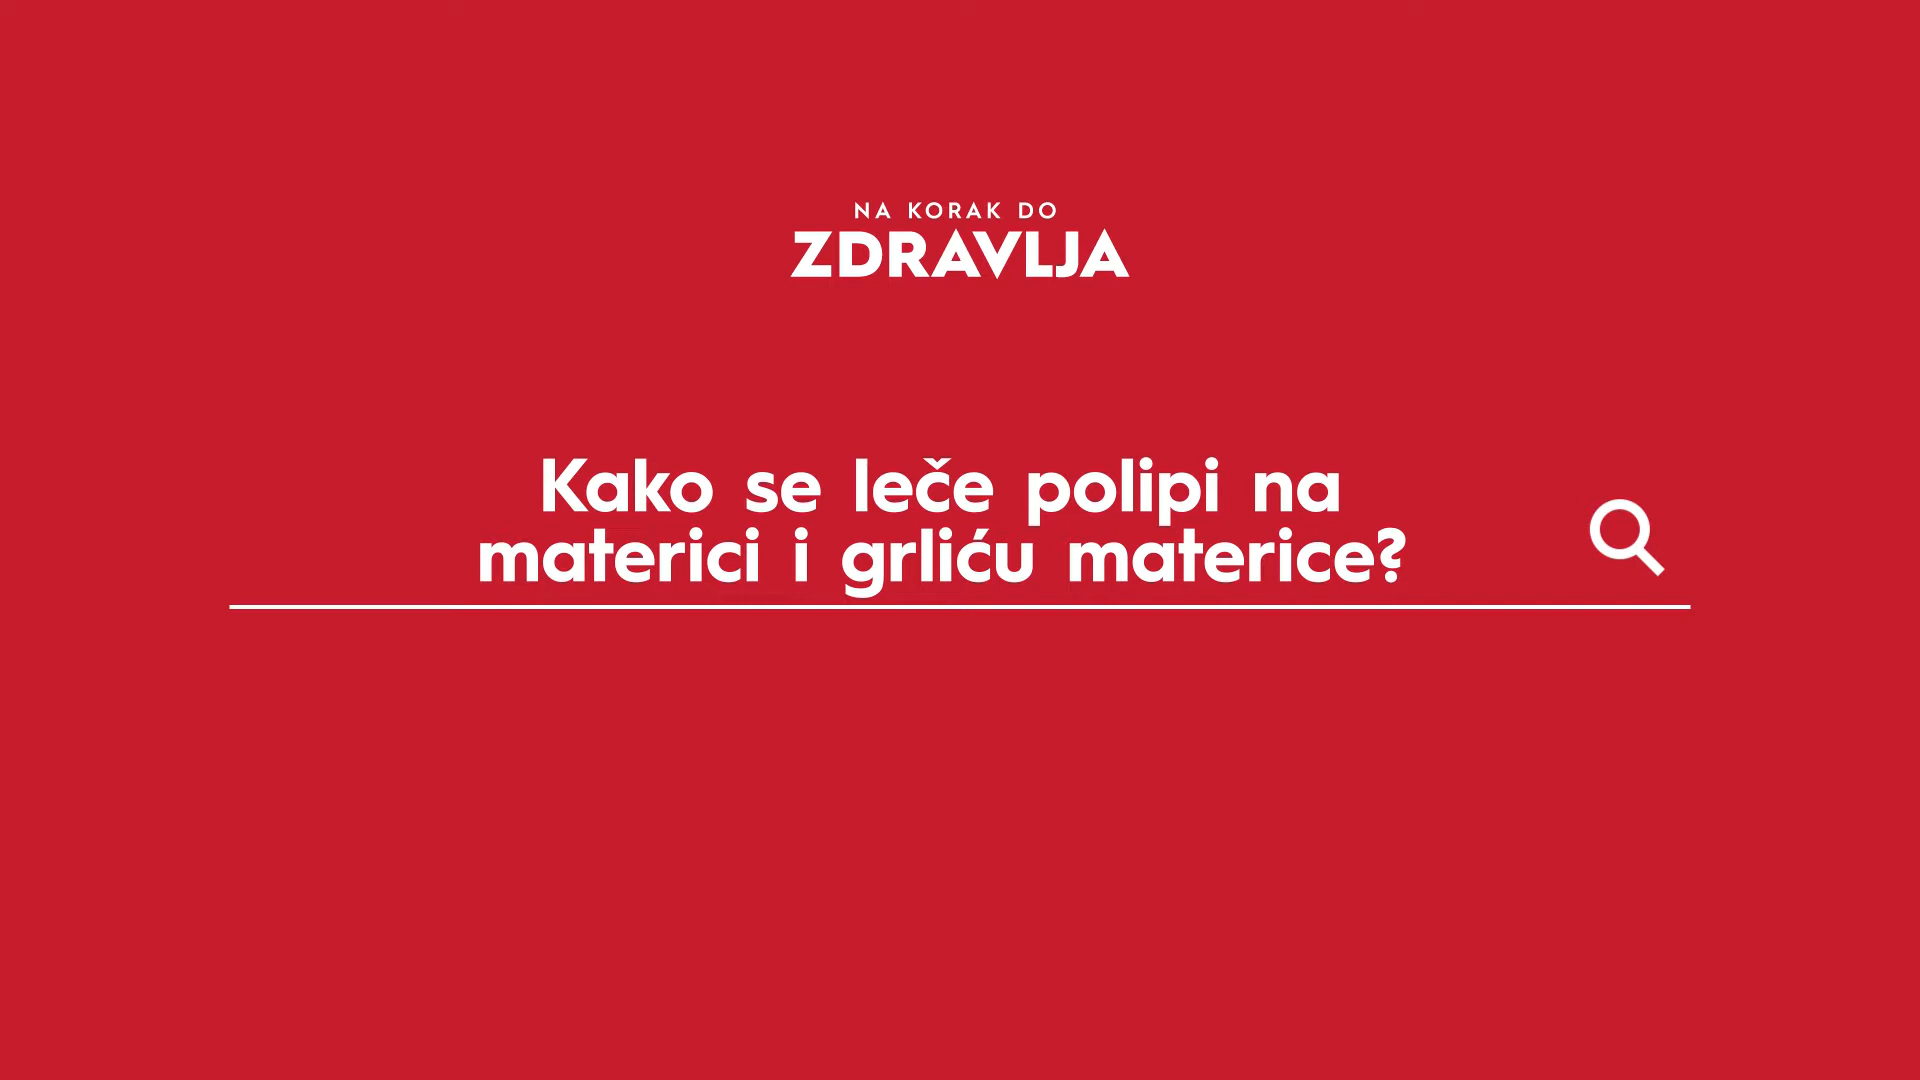 NA KORAK DO
ZDRAVLJA
Kako se leče polipi na
materici i grliću materice?